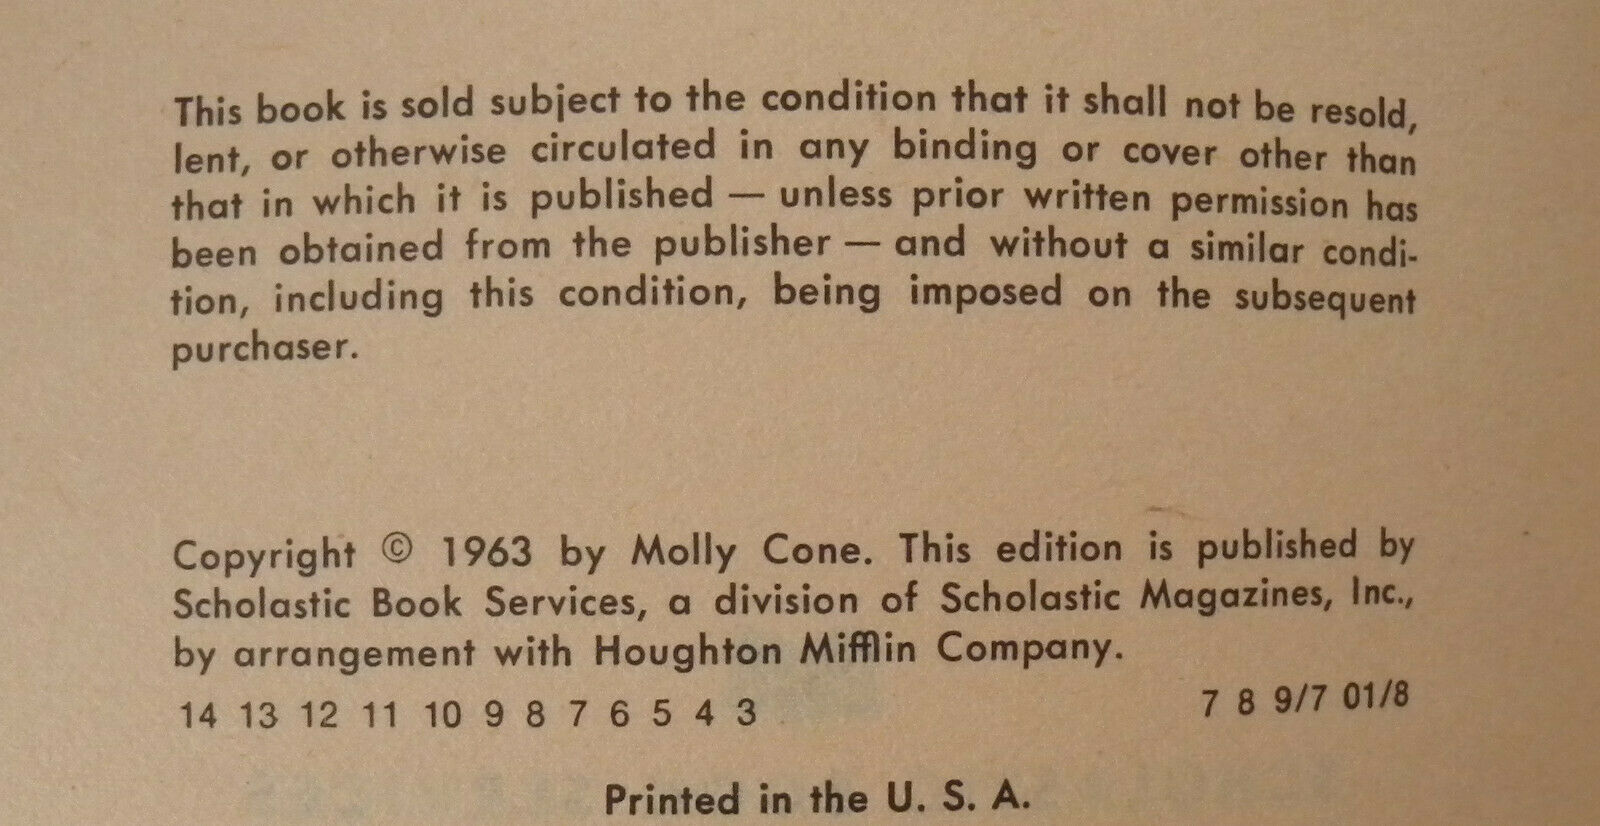 This book is sold subject to the condition that it shall not be resold,
lent, or otherwise circulated in any binding or cover other than
that in which it is published — unless prior written permission has
been obtained from the publisher — and without a similar condi-
tion, including this condition, being imposed on the subsequent
purchaser.
Copyright © 1963 by Molly Cone. This edition is published by
Scholastic Book Services, a division of Scholastic Magazines, Inc.,
by arrangement with Houghton Mifflin Company.
14 13 12 11 10 9 8 7 6 5 4 3 7 8 9/7 01/8
Printed in the U. S. A.